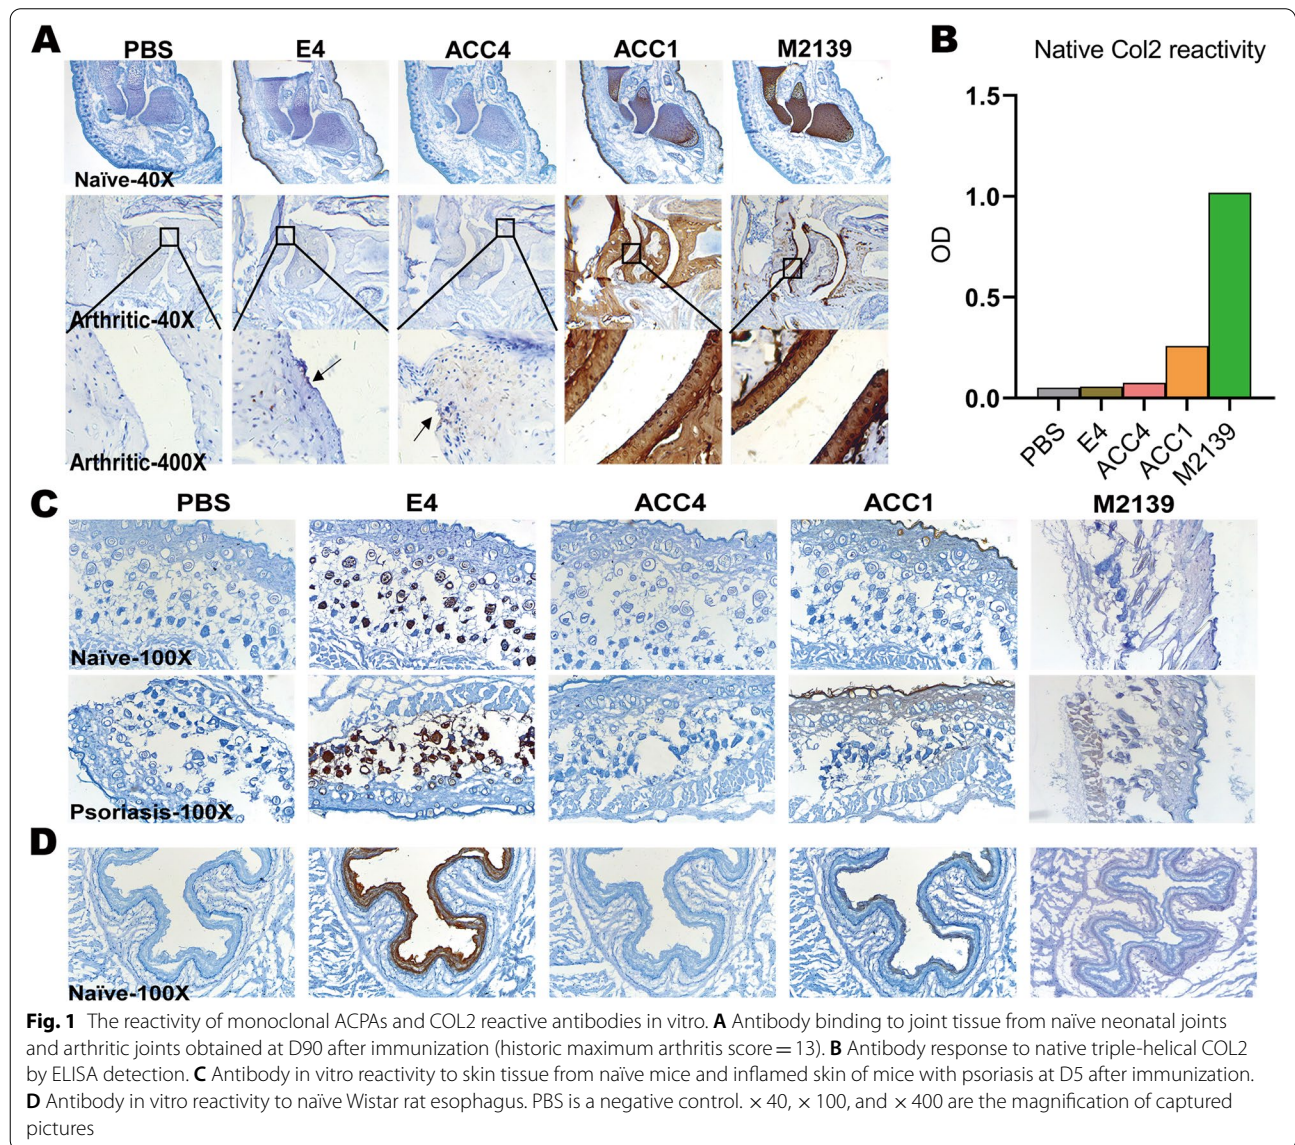 A
PBS
E4
ACC4
ACC1
M2139
Naïve-40X
Arthritic-40X
Arthritic-400X
B
Native Col2 reactivity
1.5
1.0
0.5
0.0
OD
PBS
E4
ACC4
ACC1
M2139
C
PBS
E4
ACC4
ACC1
M2139
Naïve-100X
Psoriasis-100X
D
Naïve-100X
Fig. 1 The reactivity of monoclonal ACPAs and COL2 reactive antibodies in vitro. A Antibody binding to joint tissue from naïve neonatal joints
and arthritic joints obtained at D90 after immunization (historic maximum arthritis score = 13). B Antibody response to native triple-helical COL2
by ELISA detection. C Antibody in vitro reactivity to skin tissue from naïve mice and inflamed skin of mice with psoriasis at D5 after immunization.
D Antibody in vitro reactivity to naïve Wistar rat esophagus. PBS is a negative control. × 40, × 100, and × 400 are the magnification of captured
pictures